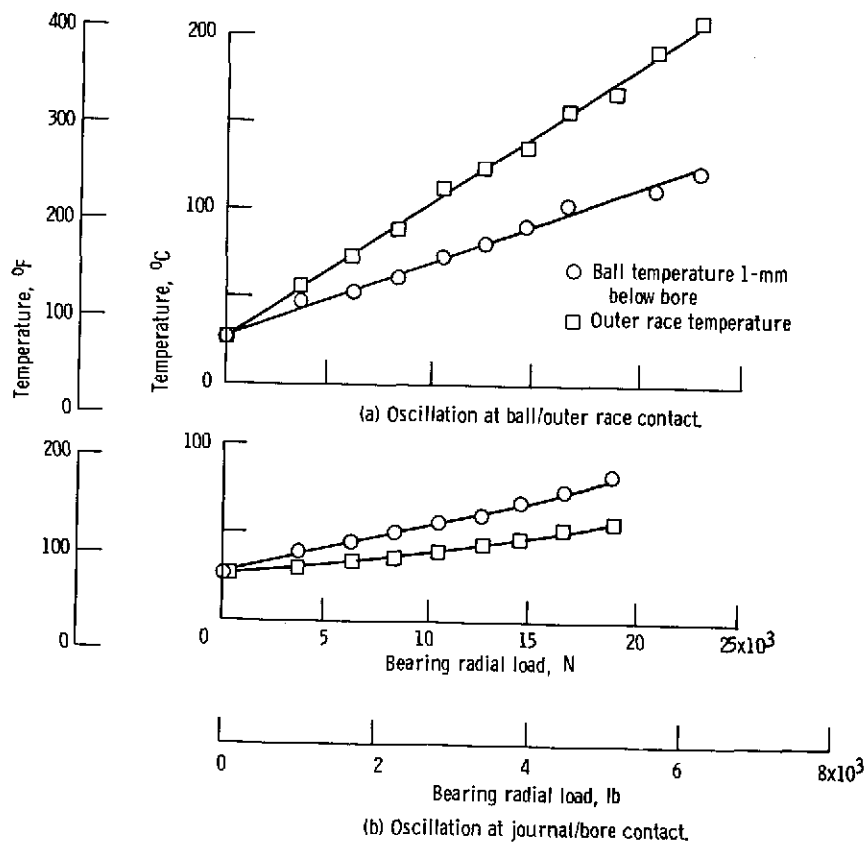 Temperature, °F
400
300
200
100
0
Temperature, °C
200
100
0
○ Ball temperature 1-mm
below bore
□ Outer race temperature
(a) Oscillation at ball/outer race contact.
200
100
0
100
0 5 10 15 20 25x10³
Bearing radial load, N
0 2 4 6 8x10³
Bearing radial load, lb
(b) Oscillation at journal/bore contact.